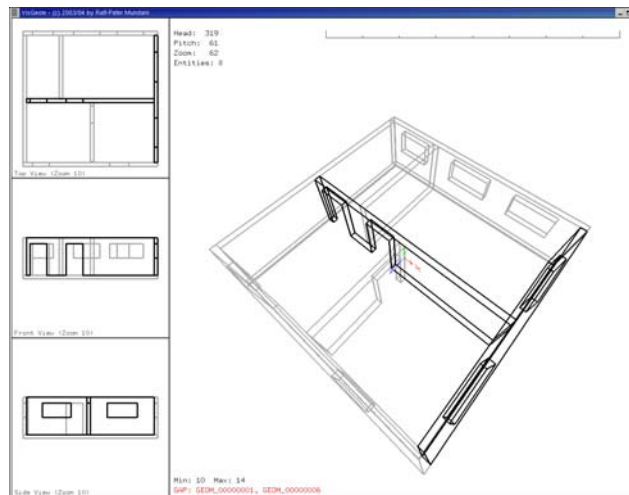 VisGeom - (c) 2003/04 by Ralf-Peter Mundani
Head: 319
Pitch: 61
Zoom: 62
Entities: 8
Top View (Zoom 10)
Front View (Zoom 10)
Side View (Zoom 10)
Min: 10 Max: 14
GAP: GEOM_00000001, GEOM_00000006